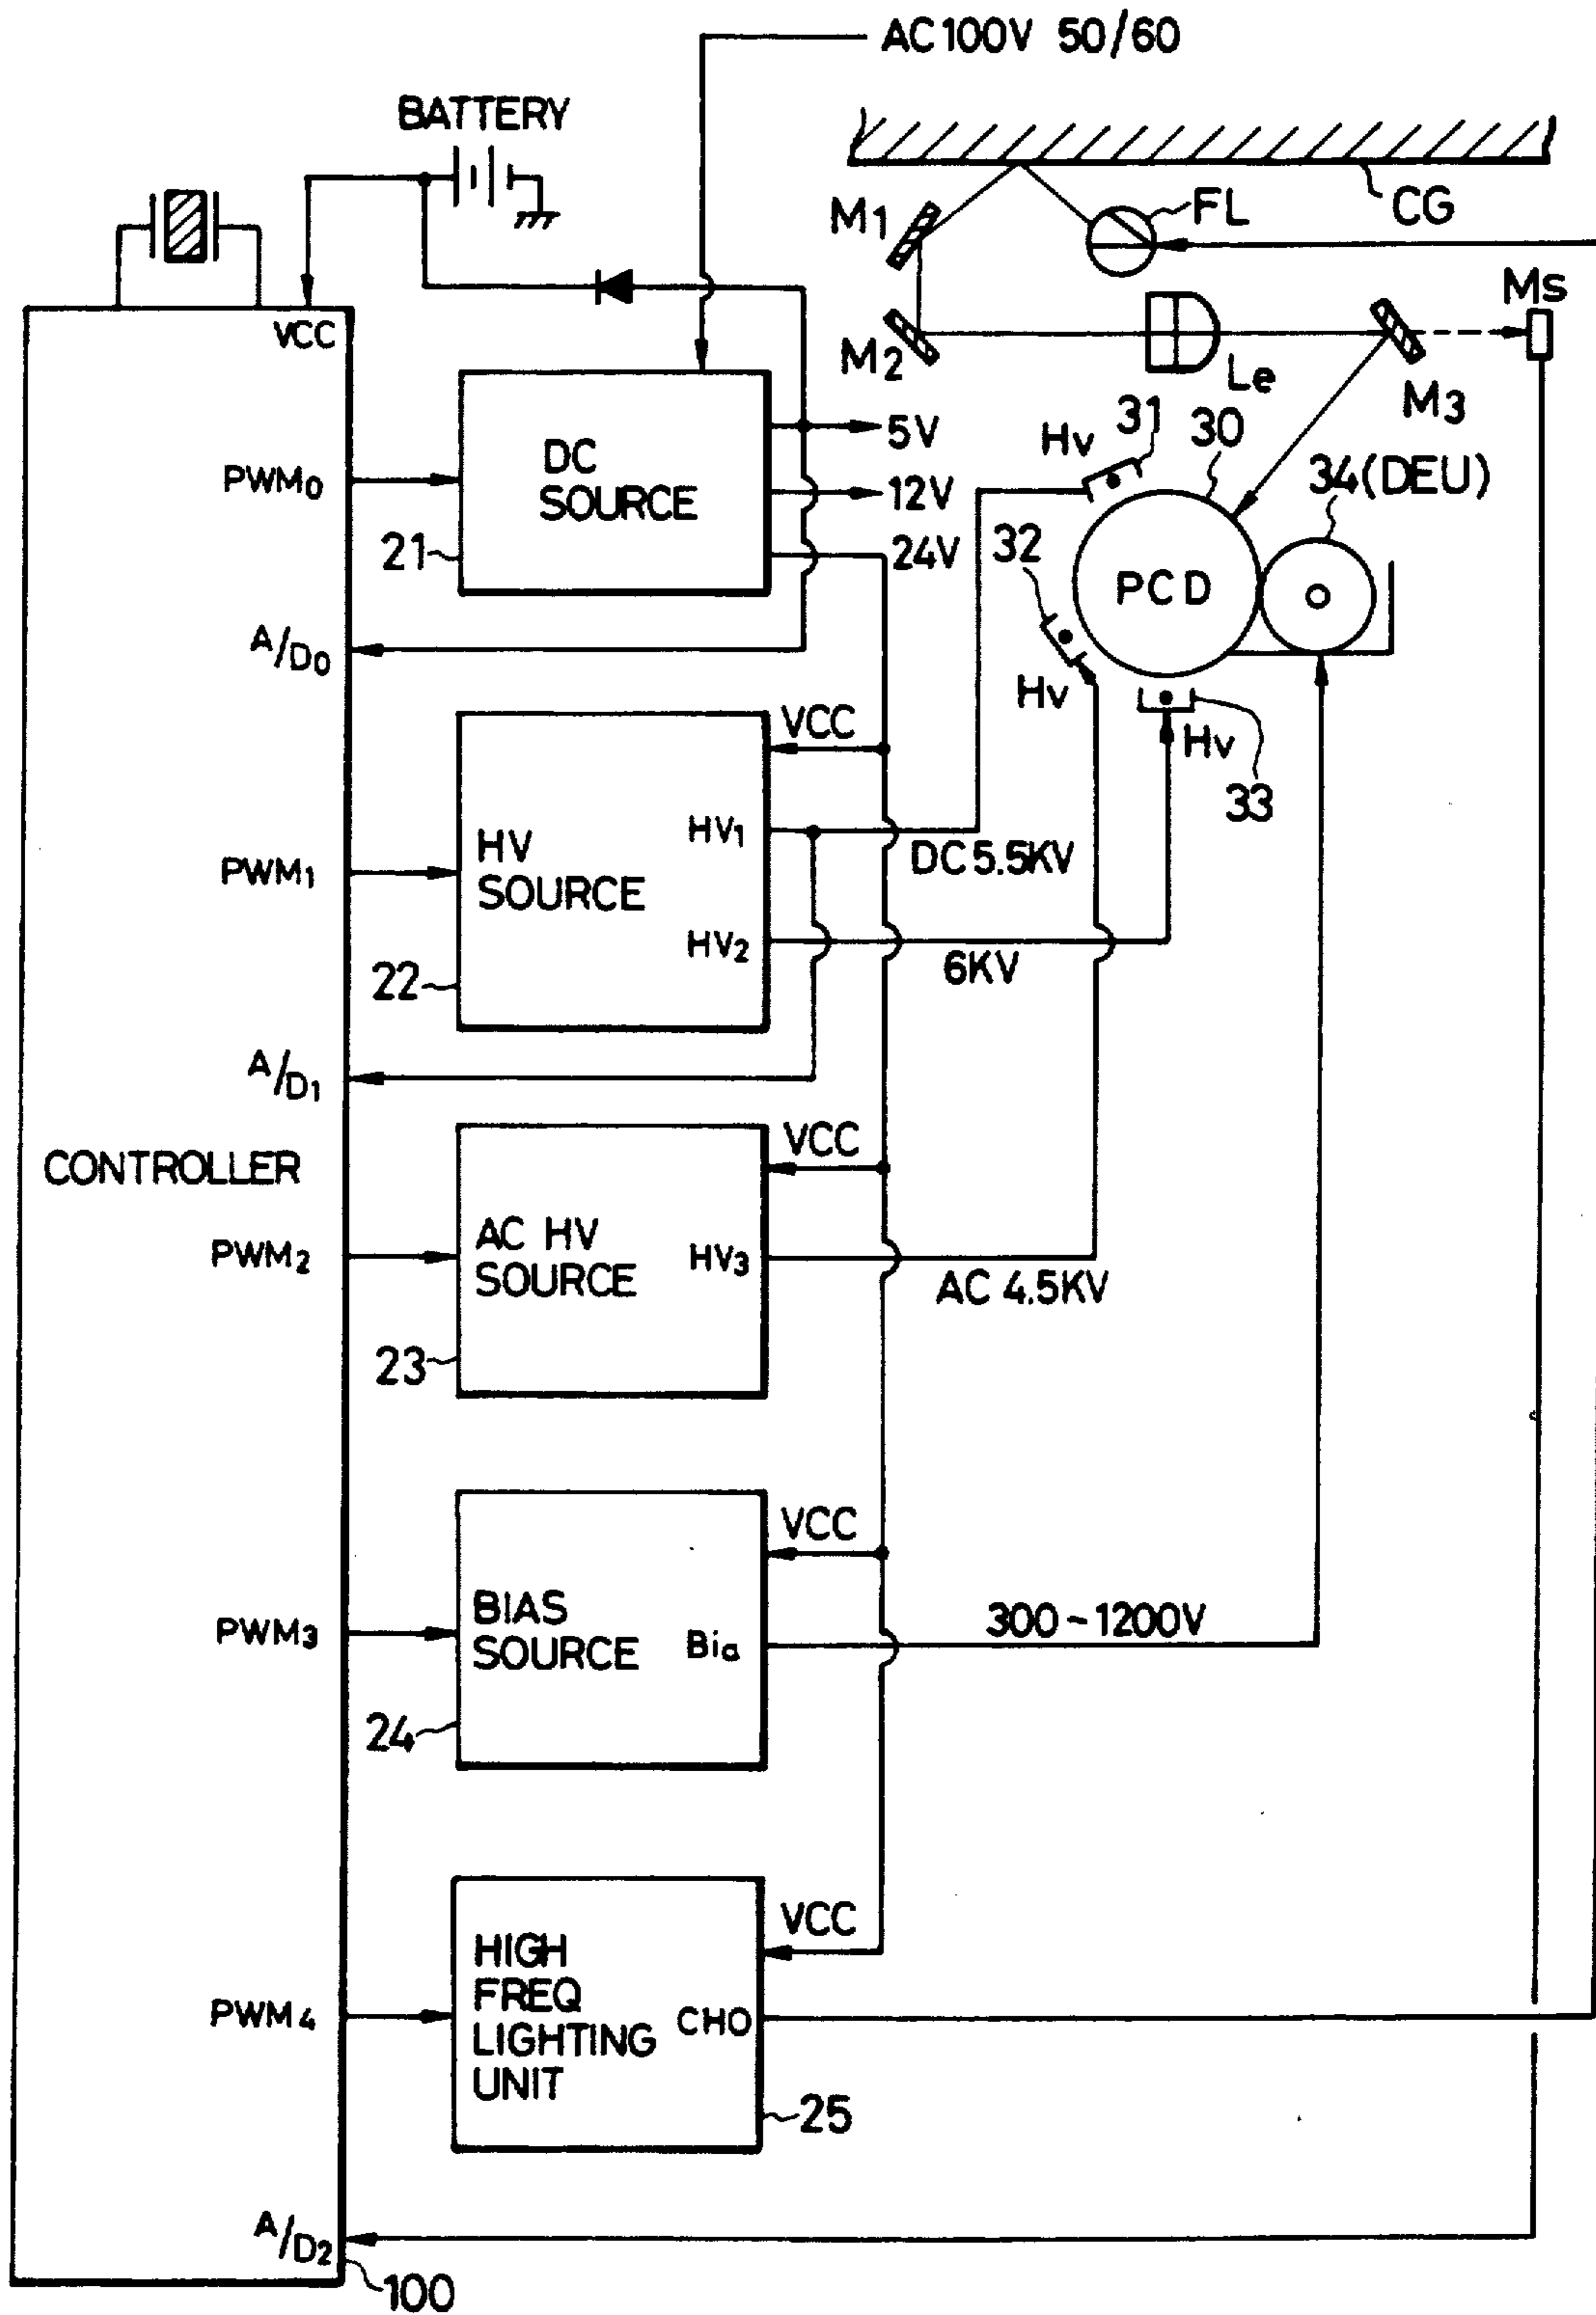 AC 100V 50/60
BATTERY
CG
M1
FL
Ms
VCC
M2
Le
M3
Hv
31
30
34(DEU)
PWM0
DC
SOURCE
5V
12V
24V
21
32
PCD
A/D0
Hv
VCC
Hv
33
HV
SOURCE
HV1
DC 5.5KV
PWM1
HV2
6KV
22
A/D1
VCC
CONTROLLER
PWM2
AC HV
SOURCE
HV3
AC 4.5KV
23
VCC
PWM3
BIAS
SOURCE
Bia
300~1200V
24
VCC
PWM4
HIGH
FREQ
LIGHTING
UNIT
CHO
25
A/D2
100